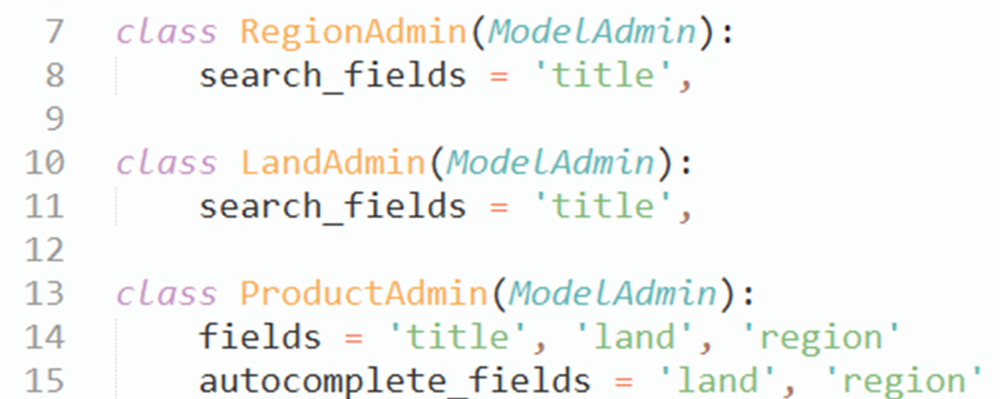 7 class RegionAdmin(ModelAdmin):
8 search_fields = 'title',
9
10 class LandAdmin(ModelAdmin):
11 search_fields = 'title',
12
13 class ProductAdmin(ModelAdmin):
14 fields = 'title', 'land', 'region'
15 autocomplete_fields = 'land', 'region'